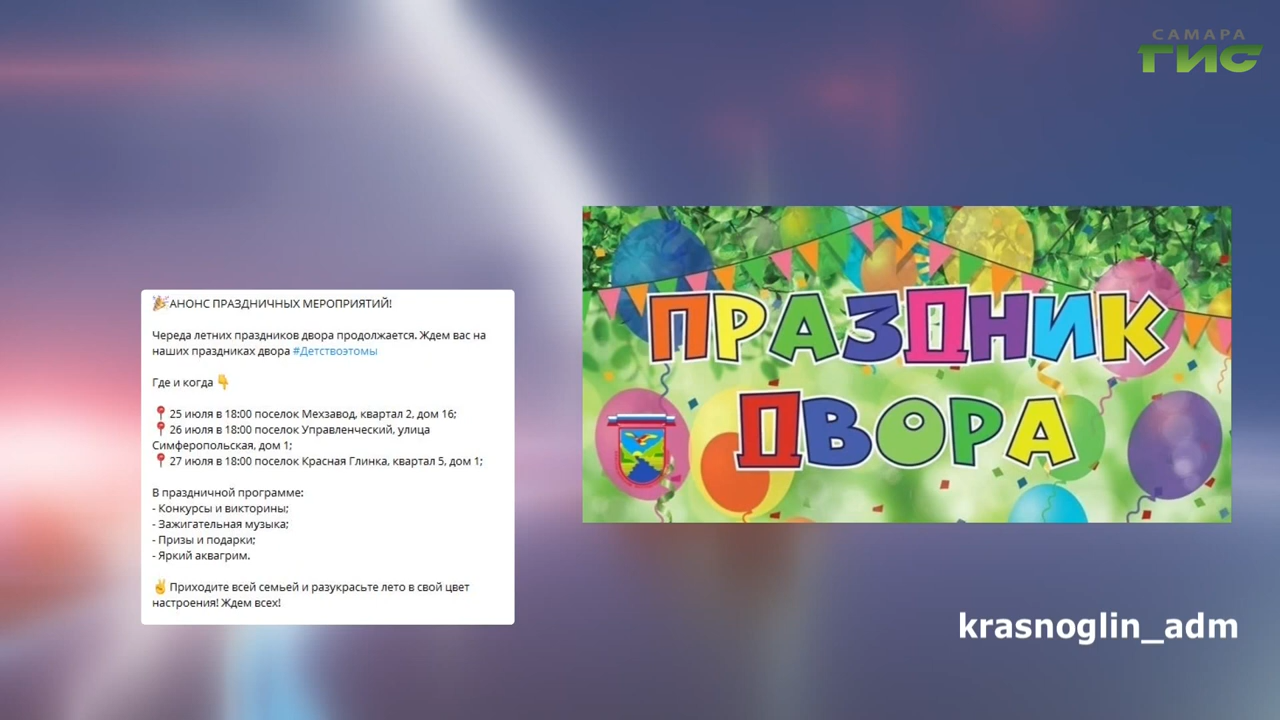 САМАРА
ГИС
🎉АНОНС ПРАЗДНИЧНЫХ МЕРОПРИЯТИЙ!
Череда летних праздников двора продолжается. Ждем вас на
наших праздниках двора #Детствоэтомы
Где и когда 👇
📍 25 июля в 18:00 поселок Мехзавод, квартал 2, дом 16;
📍 26 июля в 18:00 поселок Управленческий, улица
Симферопольская, дом 1;
📍 27 июля в 18:00 поселок Красная Глинка, квартал 5, дом 1;
В праздничной программе:
- Конкурсы и викторины;
- Зажигательная музыка;
- Призы и подарки;
- Яркий аквагрим.
✌Приходите всей семьей и разукрасьте лето в свой цвет
настроения! Ждем всех!
ПРАЗДНИК
ДВОРА
krasnoglin_adm